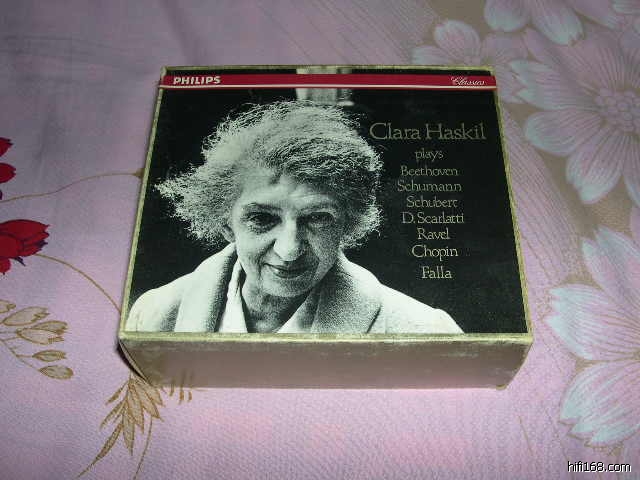 PHILIPS Classics
Clara Haskil
plays
Beethoven
Schumann
Schubert
D. Scarlatti
Ravel
Chopin
Falla
hifi168.com